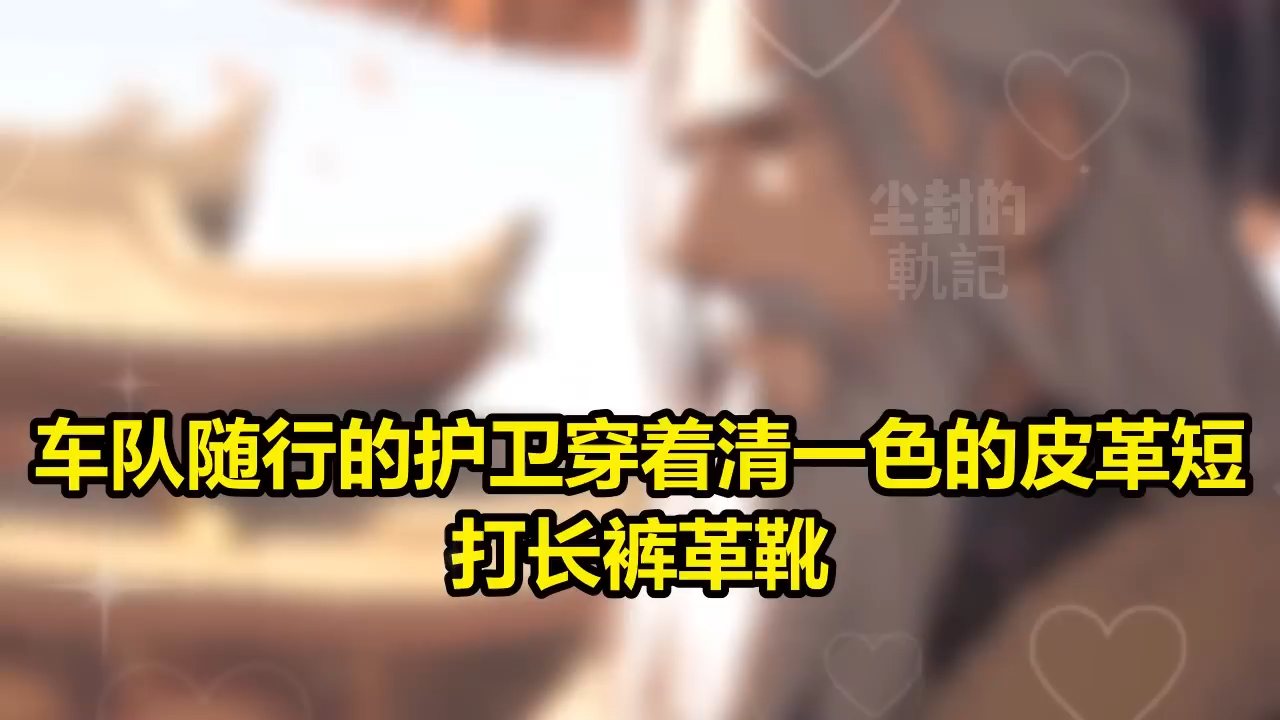 尘封的
軌記
车队随行的护卫穿着清一色的皮革短
打长裤革靴